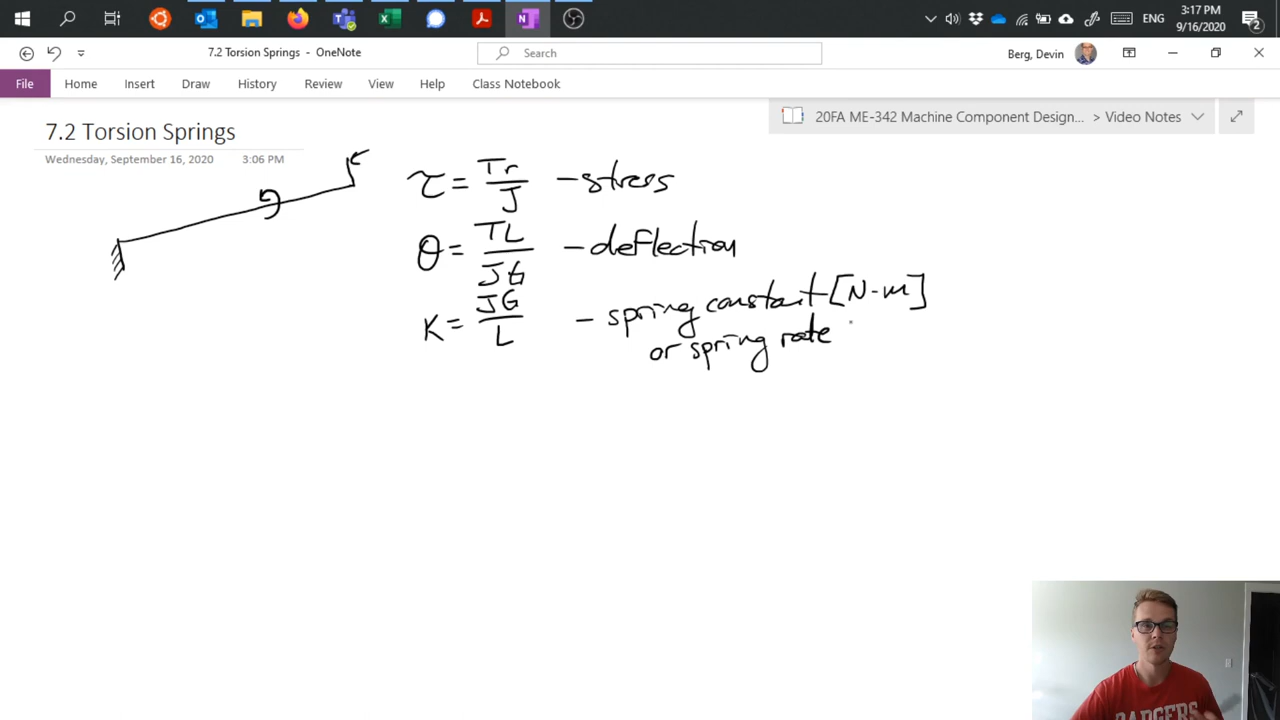 3:17 PM
ENG
9/16/2020
2
7.2 Torsion Springs - OneNote
Search
Berg, Devin
File
Home
Insert
Draw
History
Review
View
Help
Class Notebook
20FA ME-342 Machine Component Design... > Video Notes
7.2 Torsion Springs
Wednesday, September 16, 2020 3:06 PM
τ = Tr/J - stress
θ = TL/JG - deflection
K = JG/L - spring constant [N-m]
or spring rate
BADGERS